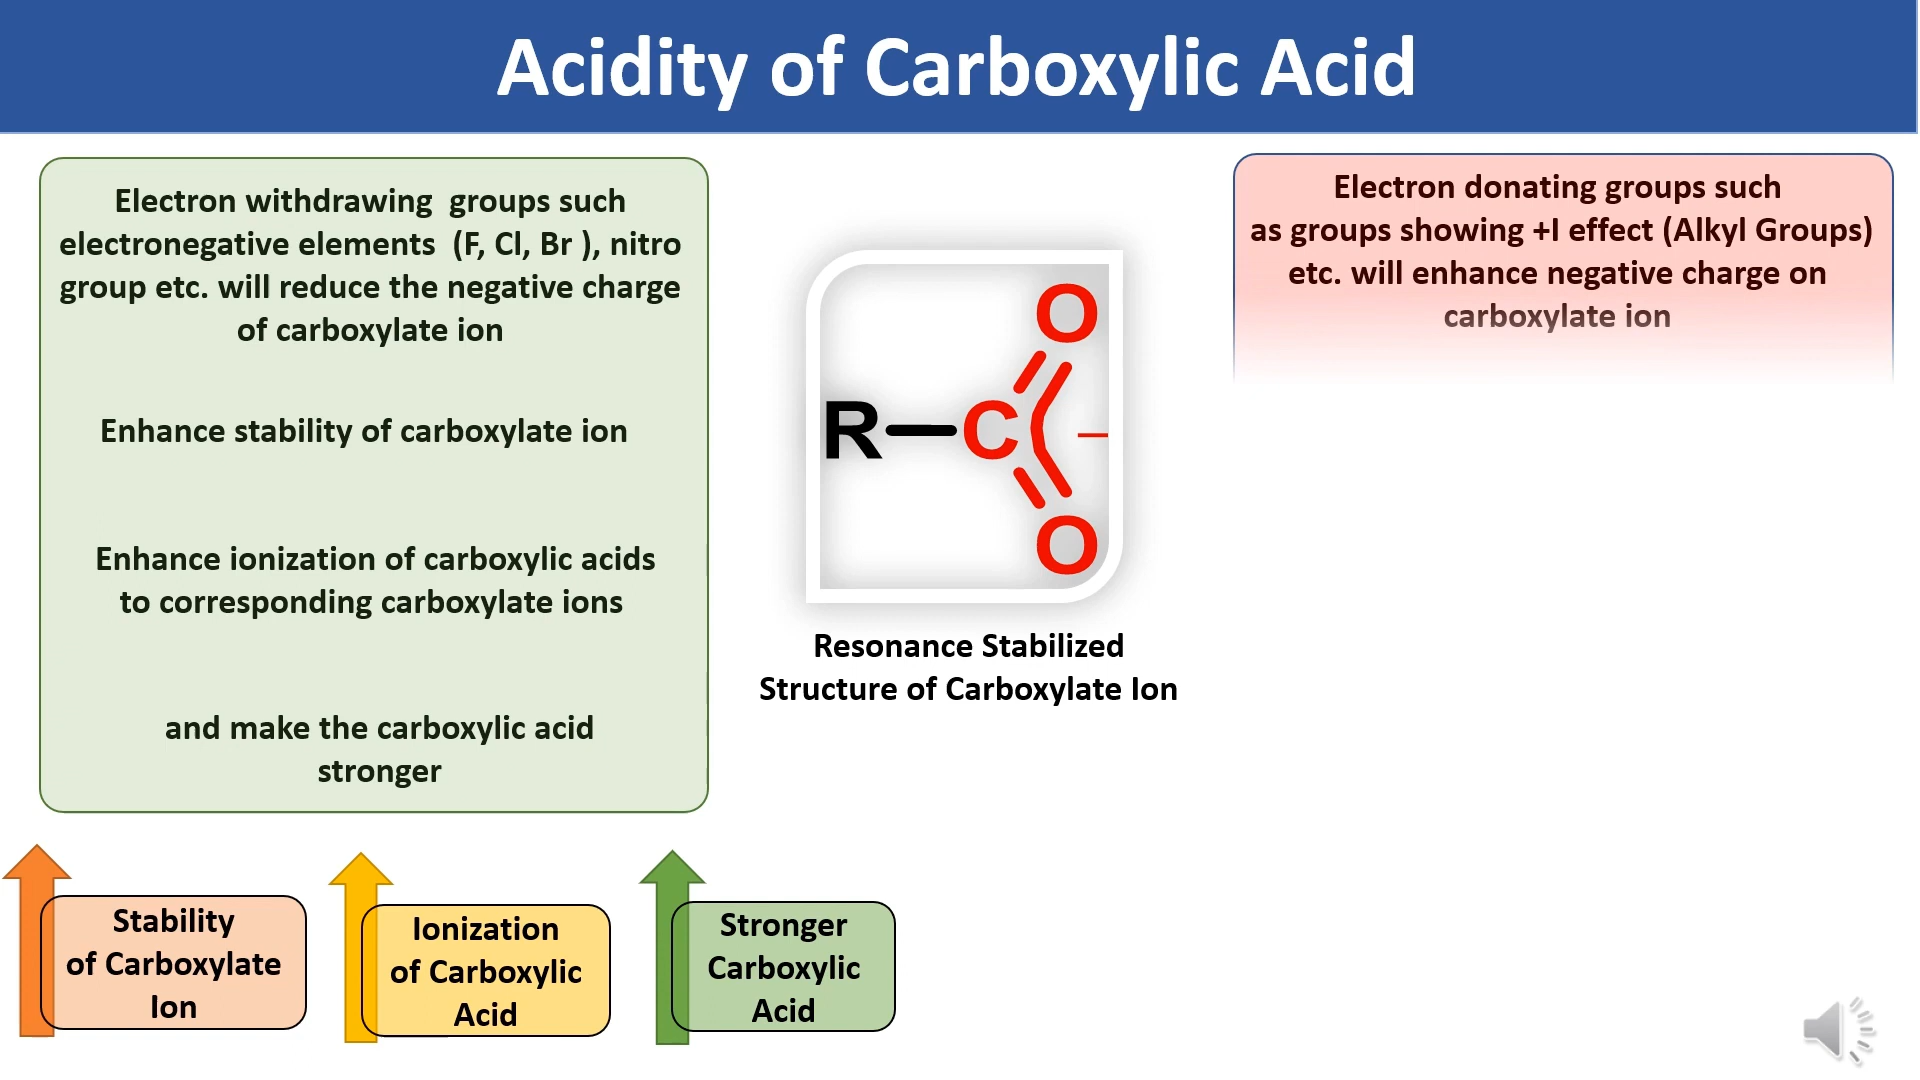 Acidity of Carboxylic Acid
Electron withdrawing groups such
electronegative elements (F, Cl, Br ), nitro
group etc. will reduce the negative charge
of carboxylate ion
Enhance stability of carboxylate ion
Enhance ionization of carboxylic acids
to corresponding carboxylate ions
and make the carboxylic acid
stronger
O
R—C
–
O
Resonance Stabilized
Structure of Carboxylate Ion
Electron donating groups such
as groups showing +I effect (Alkyl Groups)
etc. will enhance negative charge on
carboxylate ion
Stability
of Carboxylate
Ion
Ionization
of Carboxylic
Acid
Stronger
Carboxylic
Acid